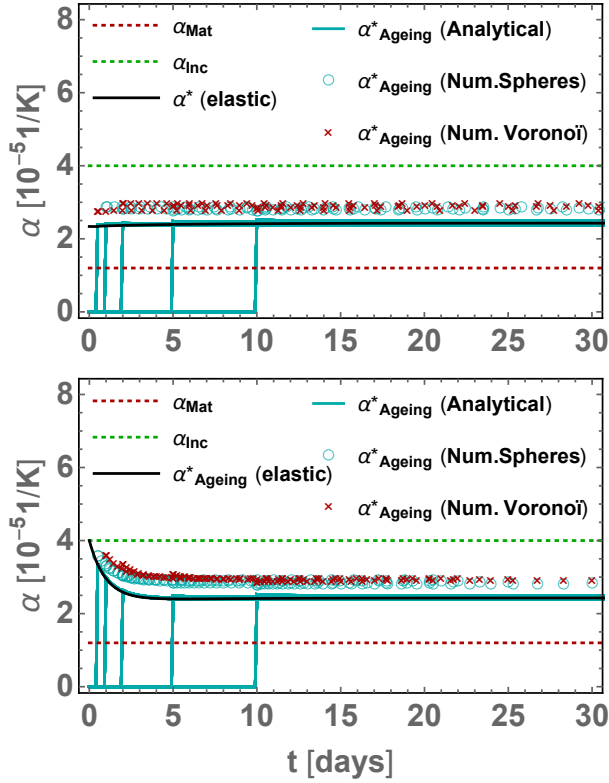 8
6
4
2
0
α [10⁻⁵1/K]
α_Mat
α_Inc
α* (elastic)
α*_Ageing (Analytical)
α*_Ageing (Num.Spheres)
α*_Ageing (Num. Voronoï)
0 5 10 15 20 25 30
8
6
4
2
0
α [10⁻⁵1/K]
α_Mat
α_Inc
α*_Ageing (elastic)
α*_Ageing (Analytical)
α*_Ageing (Num.Spheres)
α*_Ageing (Num. Voronoï)
0 5 10 15 20 25 30
t [days]